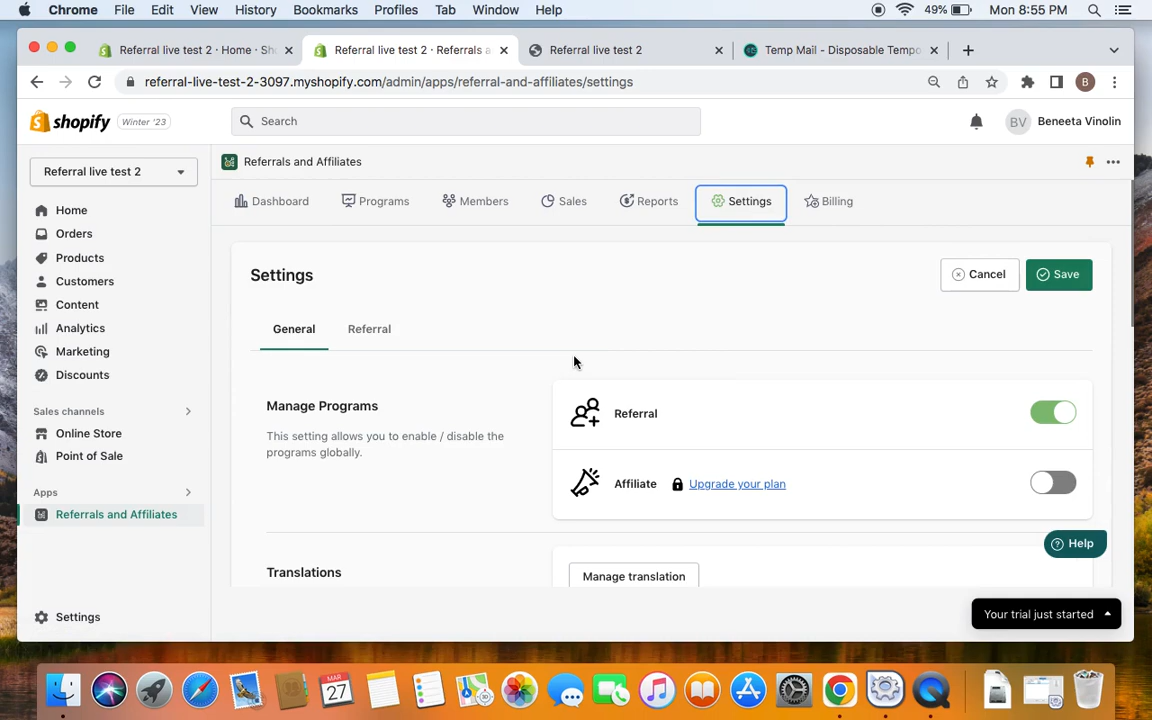 Chrome File Edit View History Bookmarks Profiles Tab Window Help 49% Mon 8:55 PM
Referral live test 2 · Home · Sh Referral live test 2 · Referrals a Referral live test 2 Temp Mail - Disposable Tempo
referral-live-test-2-3097.myshopify.com/admin/apps/referral-and-affiliates/settings B
shopify Winter '23 Search BV Beneeta Vinolin
Referral live test 2
Home
Orders
Products
Customers
Content
Analytics
Marketing
Discounts
Sales channels
Online Store
Point of Sale
Apps
Referrals and Affiliates
Settings
Referrals and Affiliates
Dashboard Programs Members Sales Reports Settings Billing
Settings Cancel Save
General Referral
Manage Programs
This setting allows you to enable / disable the
programs globally.
Referral
Affiliate Upgrade your plan
Translations
Manage translation
Help
Your trial just started
MAR
27